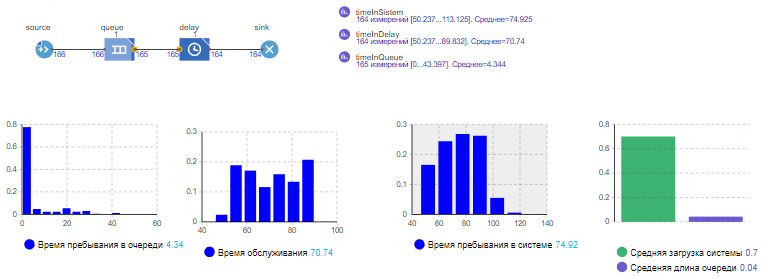 source queue delay sink
1 1
166 166 165 165 164 164
timeInSistem
164 измерений [50.237...113.125]. Среднее=74.925
timeInDelay
164 измерений [50.237...89.832]. Среднее=70.74
timeInQueue
165 измерений [0...43.397]. Среднее=4.344
0.8
0.6
0.4
0.2
0
0 20 40 60
Время пребывания в очереди 4.34
0.3
0.2
0.1
0
40 60 80 100
Время обслуживания 70.74
0.3
0.2
0.1
0
40 60 80 100 120 140
Время пребывания в системе 74.92
0.8
0.6
0.4
0.2
0
Средняя загрузка системы 0.7
Среденяя длина очереди 0.04